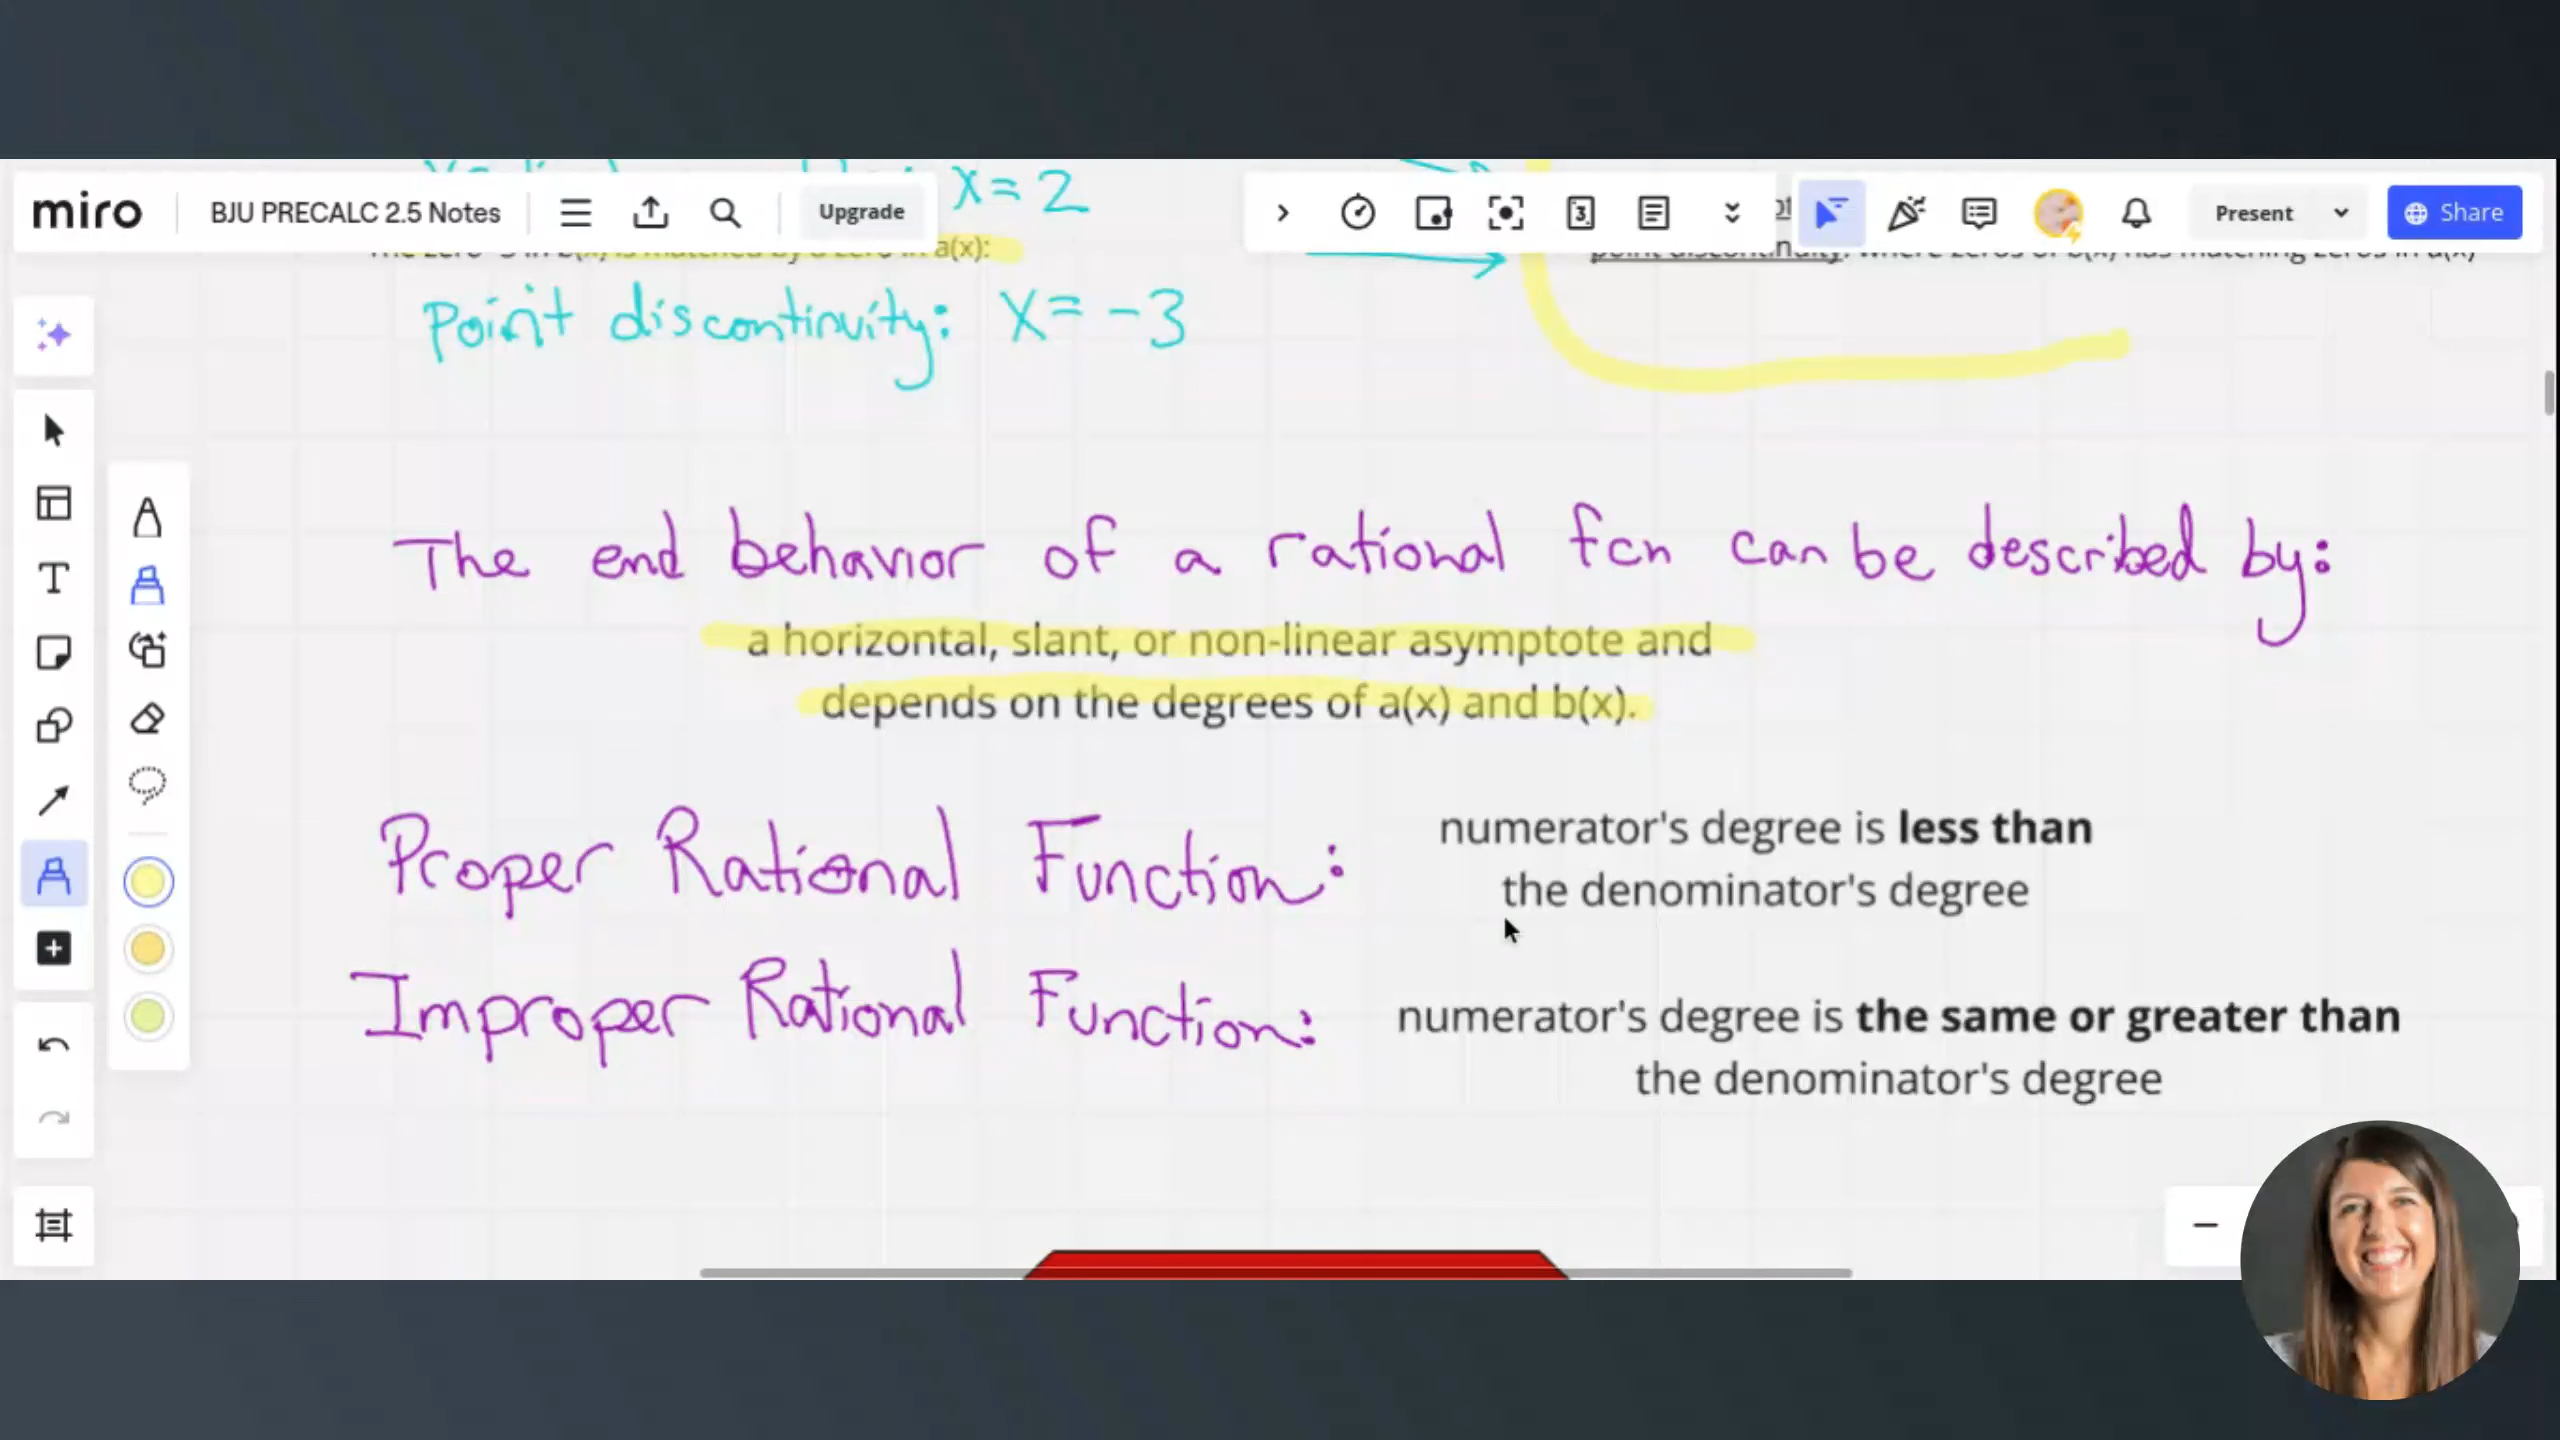 x = 2
miro BJU PRECALC 2.5 Notes Upgrade 3 Present Share
a(x):
Point discontinuity: x = -3
The end behavior of a rational fcn can be described by:
a horizontal, slant, or non-linear asymptote and
depends on the degrees of a(x) and b(x).
Proper Rational Function:
numerator's degree is less than
the denominator's degree
Improper Rational Function:
numerator's degree is the same or greater than
the denominator's degree